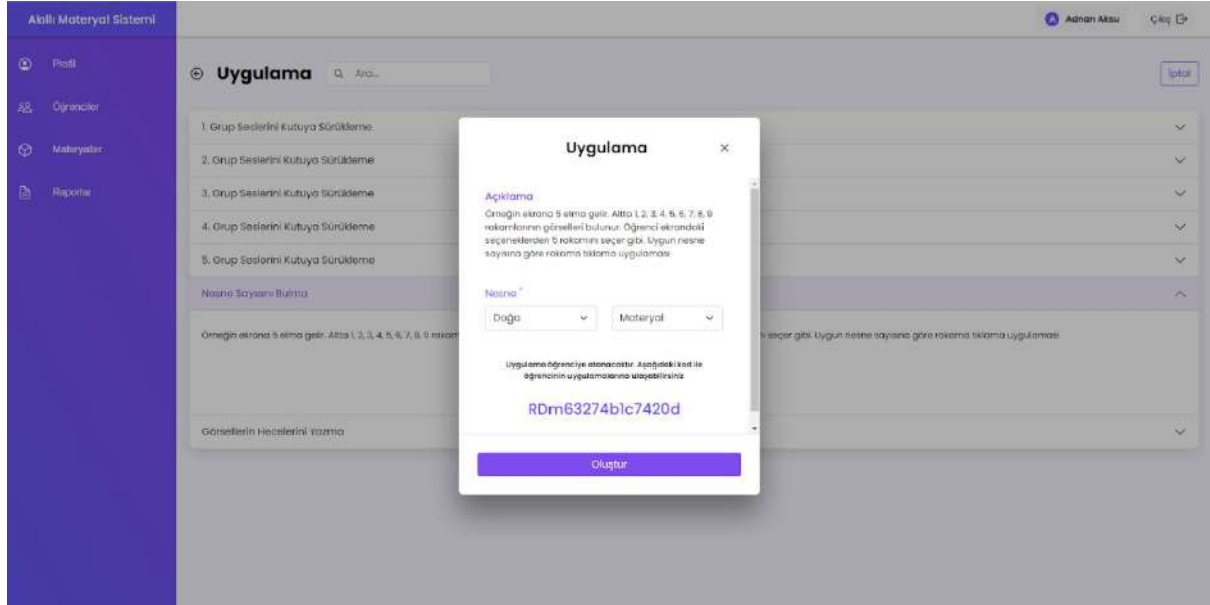 Akıllı Materyal Sistemi
Adnan Aksu
Çıkış
Profil
Öğrenciler
Materyaller
Raporlar
Uygulama
Ara...
İptal
1. Grup Seslerini Kutuya Sürükleme
2. Grup Seslerini Kutuya Sürükleme
3. Grup Seslerini Kutuya Sürükleme
4. Grup Seslerini Kutuya Sürükleme
5. Grup Seslerini Kutuya Sürükleme
Nesne Sayısını Bulma
Örneğin ekrana 5 elma gelir. Altta 1, 2, 3, 4, 5, 6, 7, 8, 9 rakam
seçer gibi. Uygun nesne sayısına göre rakama tıklama uygulaması
Görsellerin Hecelerini Yazma
Uygulama
Açıklama
Örneğin ekrana 5 elma gelir. Altta 1, 2, 3, 4, 5, 6, 7, 8, 9
rakamlarının görselleri bulunur. Öğrenci ekrandaki
seçeneklerden 5 rakamını seçer gibi. Uygun nesne
sayısına göre rakama tıklama uygulaması
Nesne *
Doğa
Materyal
Uygulama öğrenciye atanacaktır. Aşağıdaki kod ile
öğrencinin uygulamalarına ulaşabilirsiniz
RDm63274b1c7420d
Oluştur